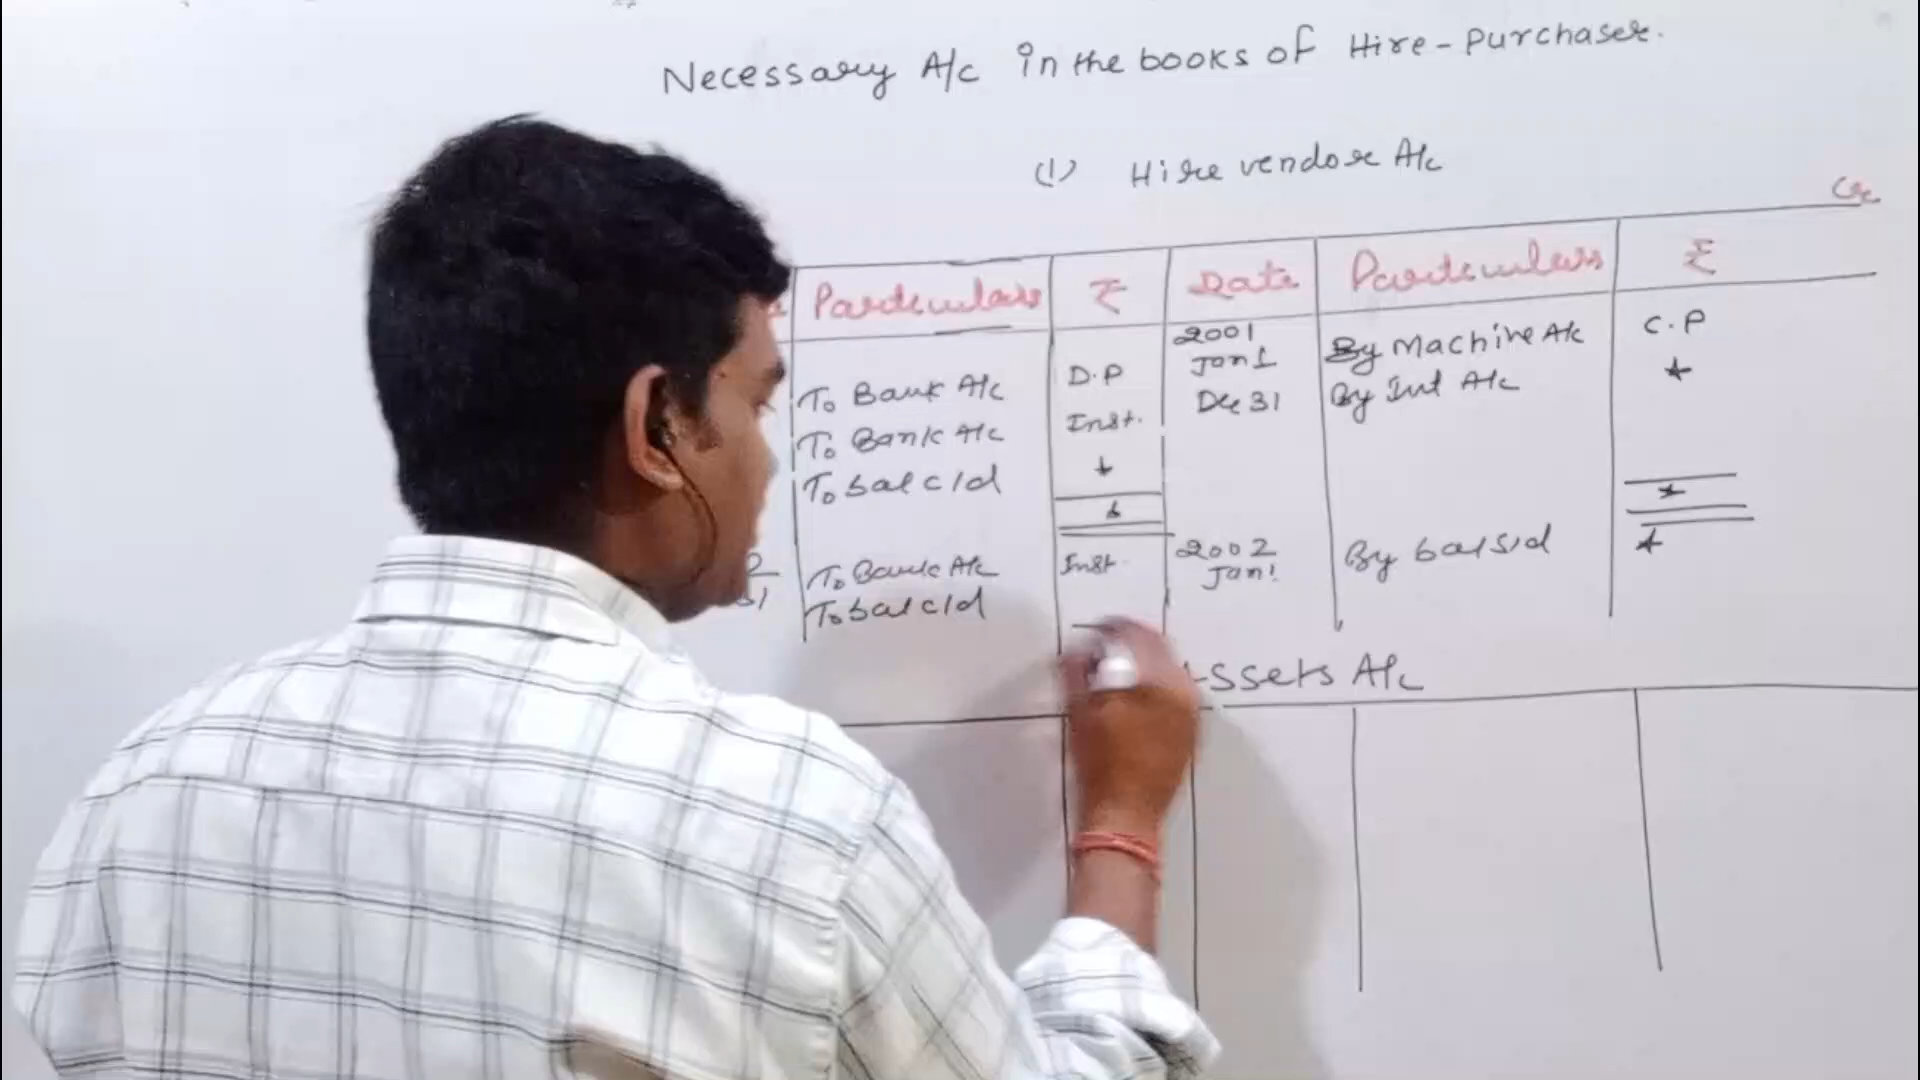 Necessary A/c in the books of Hire-Purchaser.
(1) Hire vendor A/c
Cr
Particulars ₹ Date Particulars ₹
To Bank A/c D.P 2001 Jan 1 By Machine A/c C.P
To Bank A/c Inst. Dec 31 By Int A/c *
To bal c/d *
* *
To Bank A/c Inst. 2002 Jan 1 By bal b/d *
To bal c/d
Assets A/c